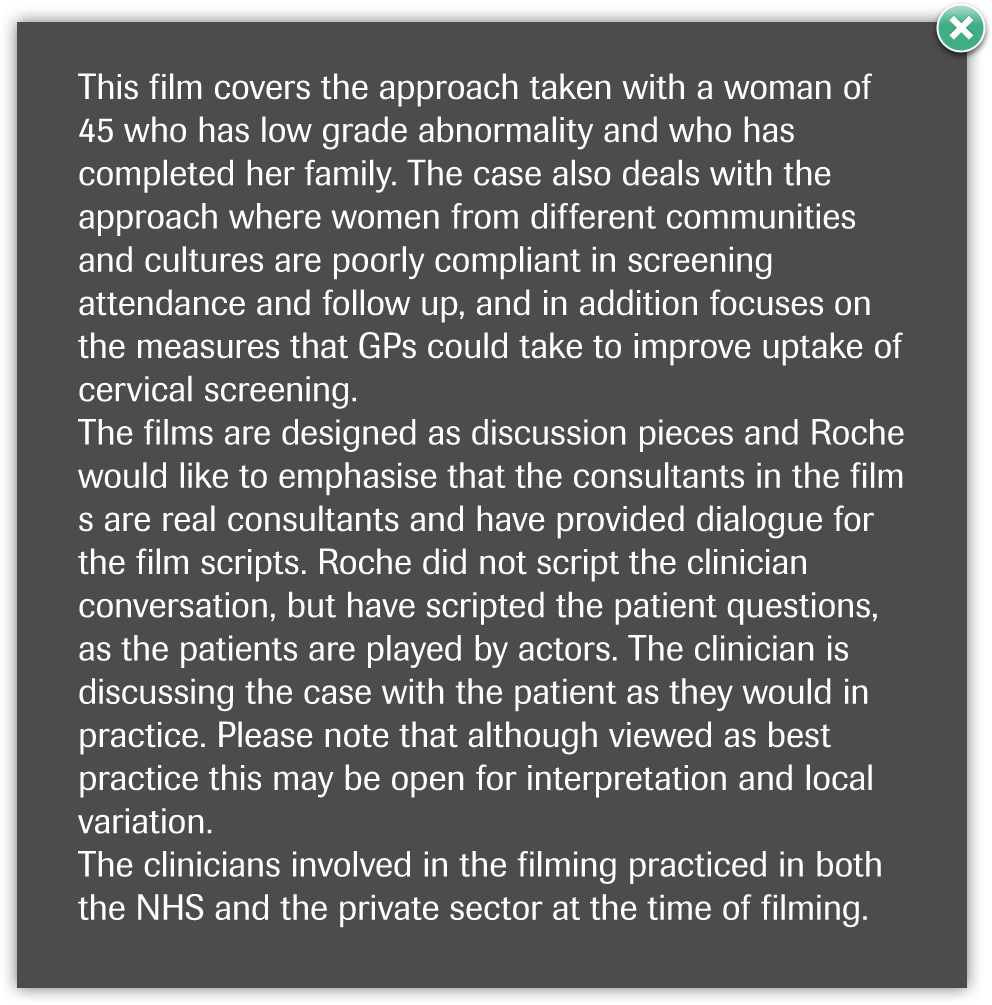 This film covers the approach taken with a woman of
45 who has low grade abnormality and who has
completed her family. The case also deals with the
approach where women from different communities
and cultures are poorly compliant in screening
attendance and follow up, and in addition focuses on
the measures that GPs could take to improve uptake of
cervical screening.
The films are designed as discussion pieces and Roche
would like to emphasise that the consultants in the film
s are real consultants and have provided dialogue for
the film scripts. Roche did not script the clinician
conversation, but have scripted the patient questions,
as the patients are played by actors. The clinician is
discussing the case with the patient as they would in
practice. Please note that although viewed as best
practice this may be open for interpretation and local
variation.
The clinicians involved in the filming practiced in both
the NHS and the private sector at the time of filming.